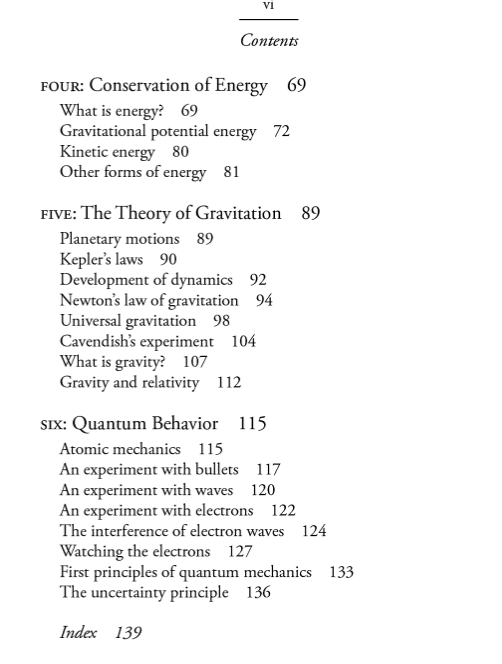 vi
Contents
FOUR: Conservation of Energy 69
What is energy? 69
Gravitational potential energy 72
Kinetic energy 80
Other forms of energy 81
FIVE: The Theory of Gravitation 89
Planetary motions 89
Kepler's laws 90
Development of dynamics 92
Newton's law of gravitation 94
Universal gravitation 98
Cavendish's experiment 104
What is gravity? 107
Gravity and relativity 112
SIX: Quantum Behavior 115
Atomic mechanics 115
An experiment with bullets 117
An experiment with waves 120
An experiment with electrons 122
The interference of electron waves 124
Watching the electrons 127
First principles of quantum mechanics 133
The uncertainty principle 136
Index 139